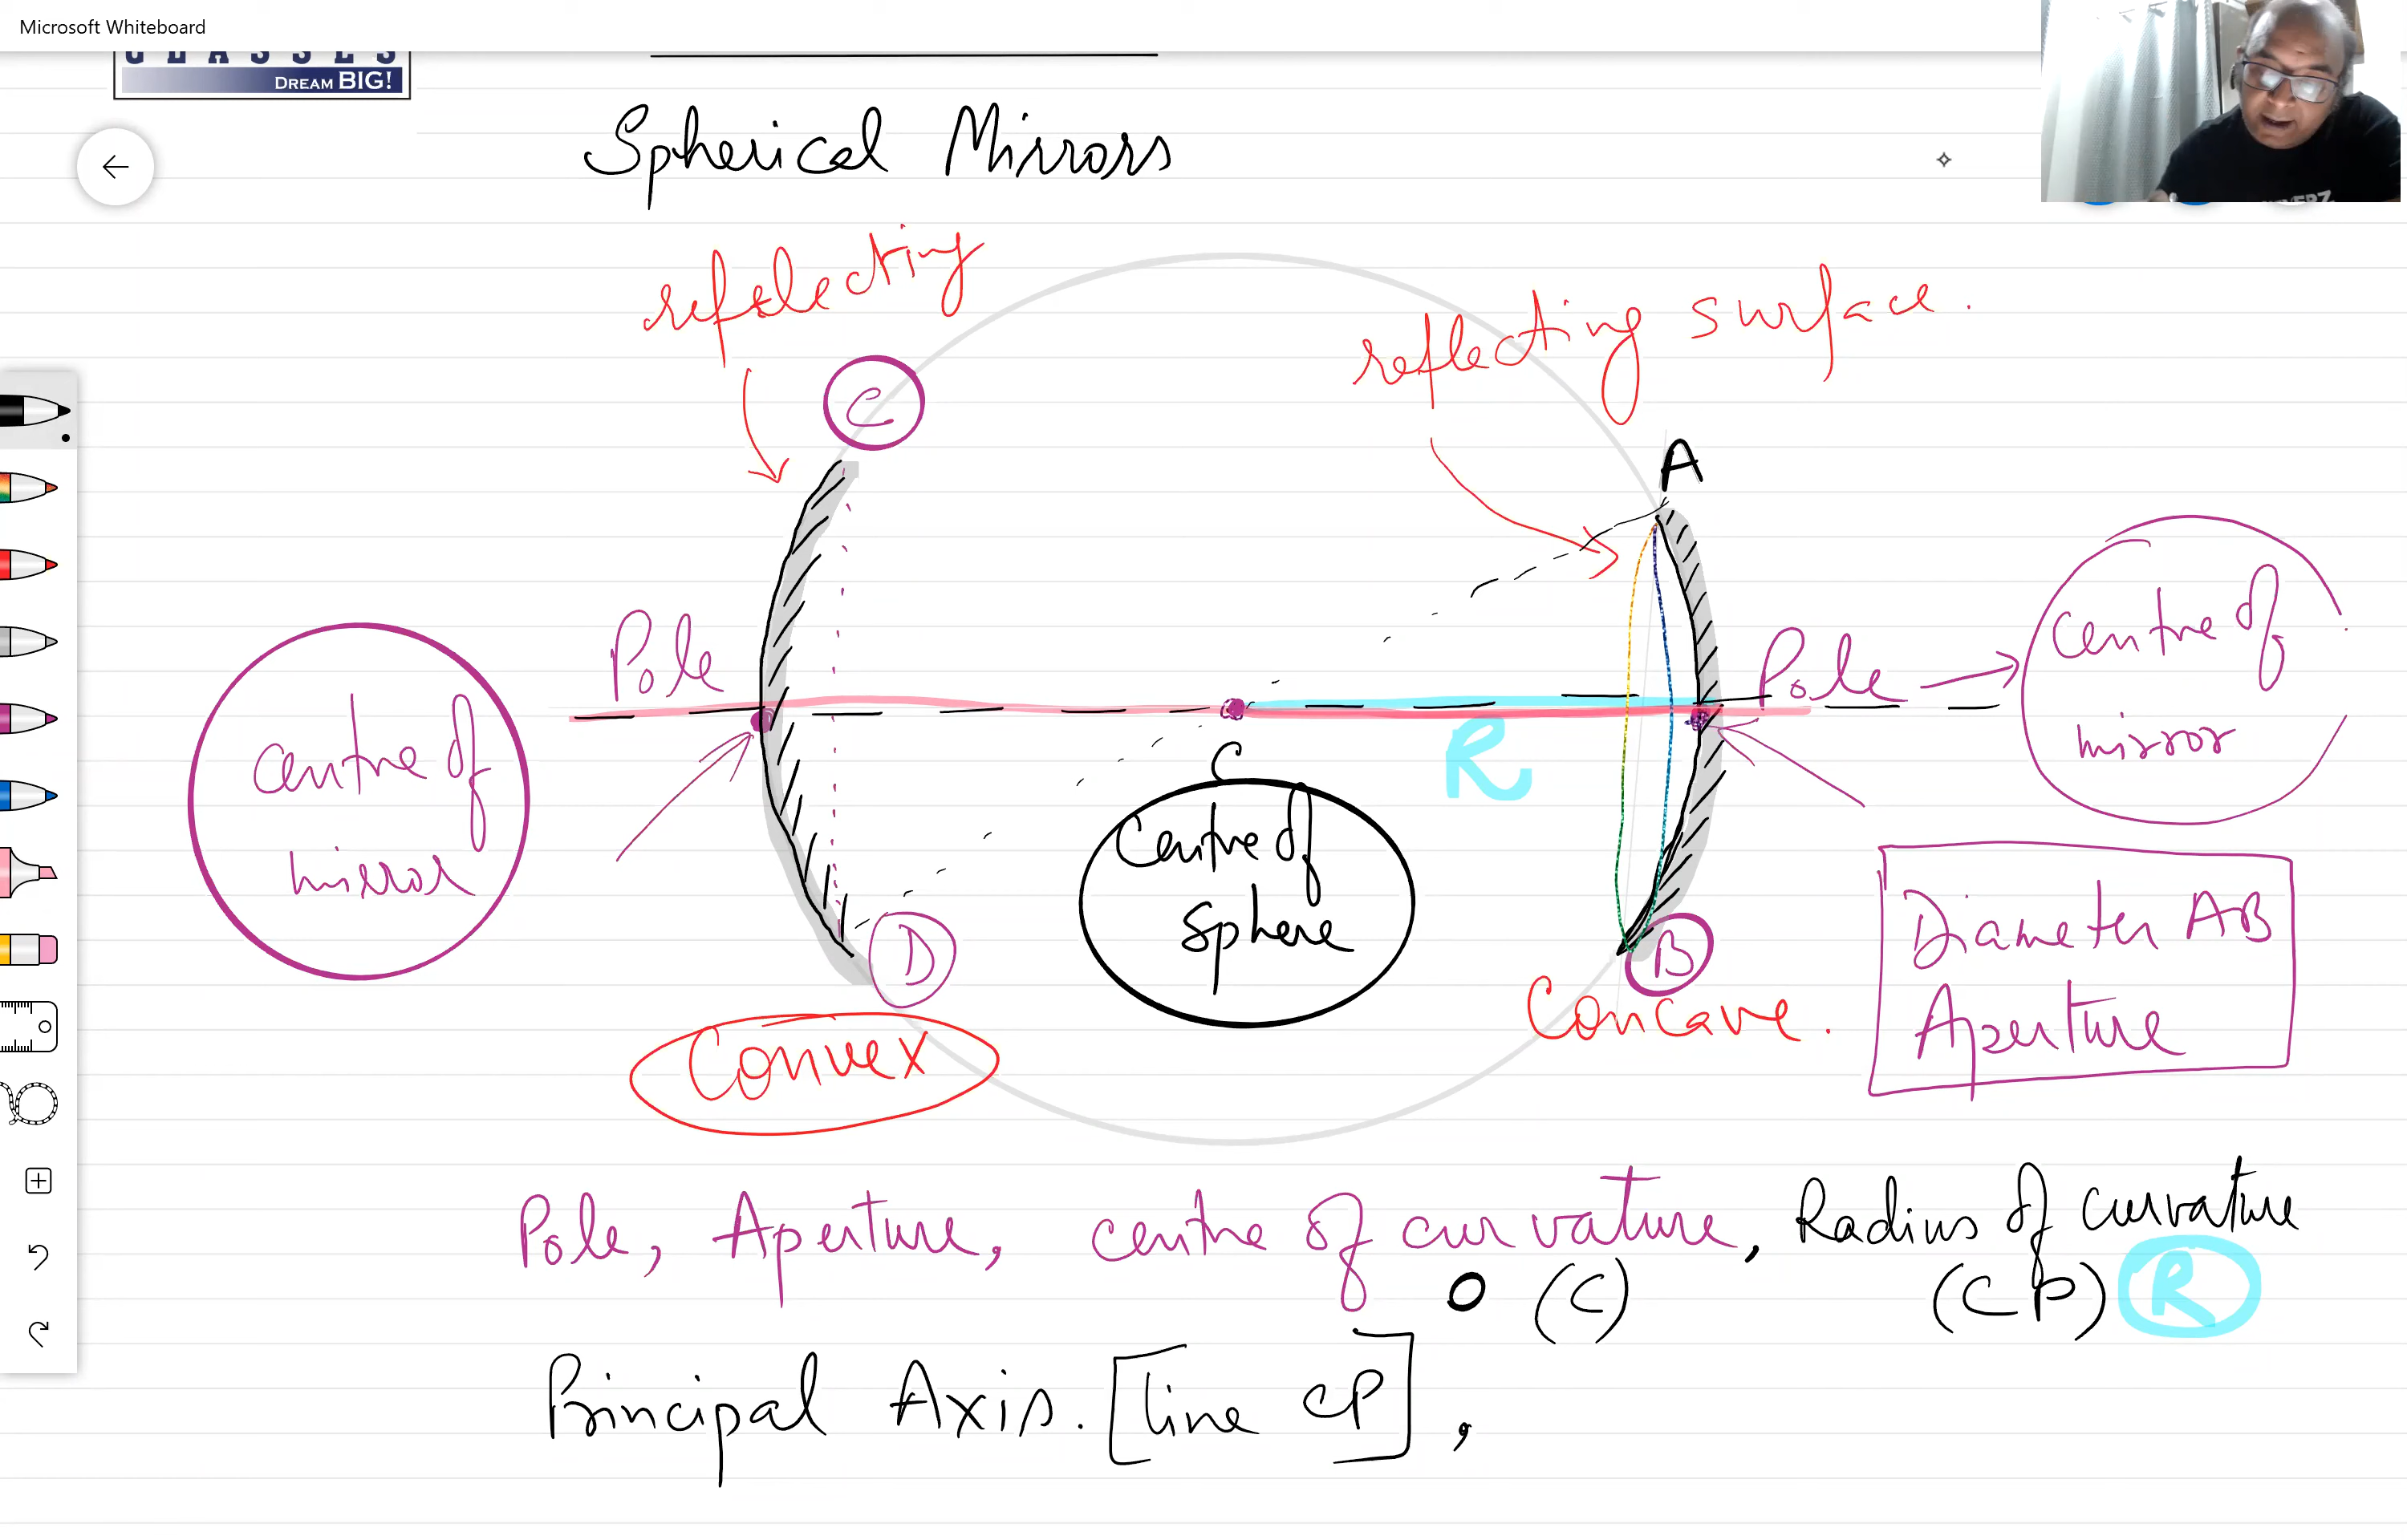 Microsoft Whiteboard
CLASSES
DREAM BIG!
Spherical Mirrors
reflecting
reflecting surface.
C
A
Pole
Pole
centre of
mirror
centre of
mirror
R
C
Centre of
sphere
D
B
Diameter AB
Aperture
Concave.
Convex
Pole, Aperture, centre of curvature, Radius of curvature
O (C) (CP) R
Principal Axis. [line CP],